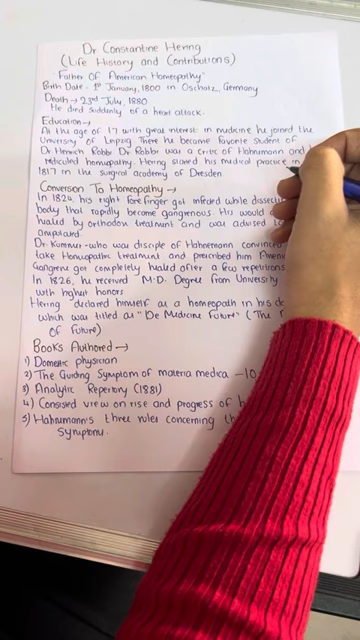 Dr Constantine Hering
(Life History and Contributions)
Father Of American Homeopathy
Birth Date - 1st January, 1800 in Oschatz, Germany
Death - 23rd July, 1880
He died suddenly of a heart attack.
Education →
At the age of 17 with great interest in medicine he joined the
University of Leipzig There he became favorite student of
Dr Henrich Robbi Dr Robbi was a critic of Hahnemann and
ridiculed homeopathy. Hering started his medical practice in
1817 in the surgical academy of Dresden
Conversion To Homeopathy →
In 1824 his right forefinger got infected while
body that rapidly became gangerous. His would
healed by orthodox treatment and was advised
amputated
Dr. Kummer - who was disciple of Hahnemann
take Homeopathic treatment and prescribed him
Gangrene got completely healed after a few repetitions
In 1826, he received M.D. Degree from University
with highest honors
Hering declared himself as a homeopath in his
which was titled as "De Medicine Future" (The
of Future)
Books Authored →
1) Domestic physician
2) The Guiding Symptom of materia medica - 10
3) Analytic Repertory (1881)
4) Concised view on rise and progress of
5) Hahnemann's three rules concerning the
Symptoms.